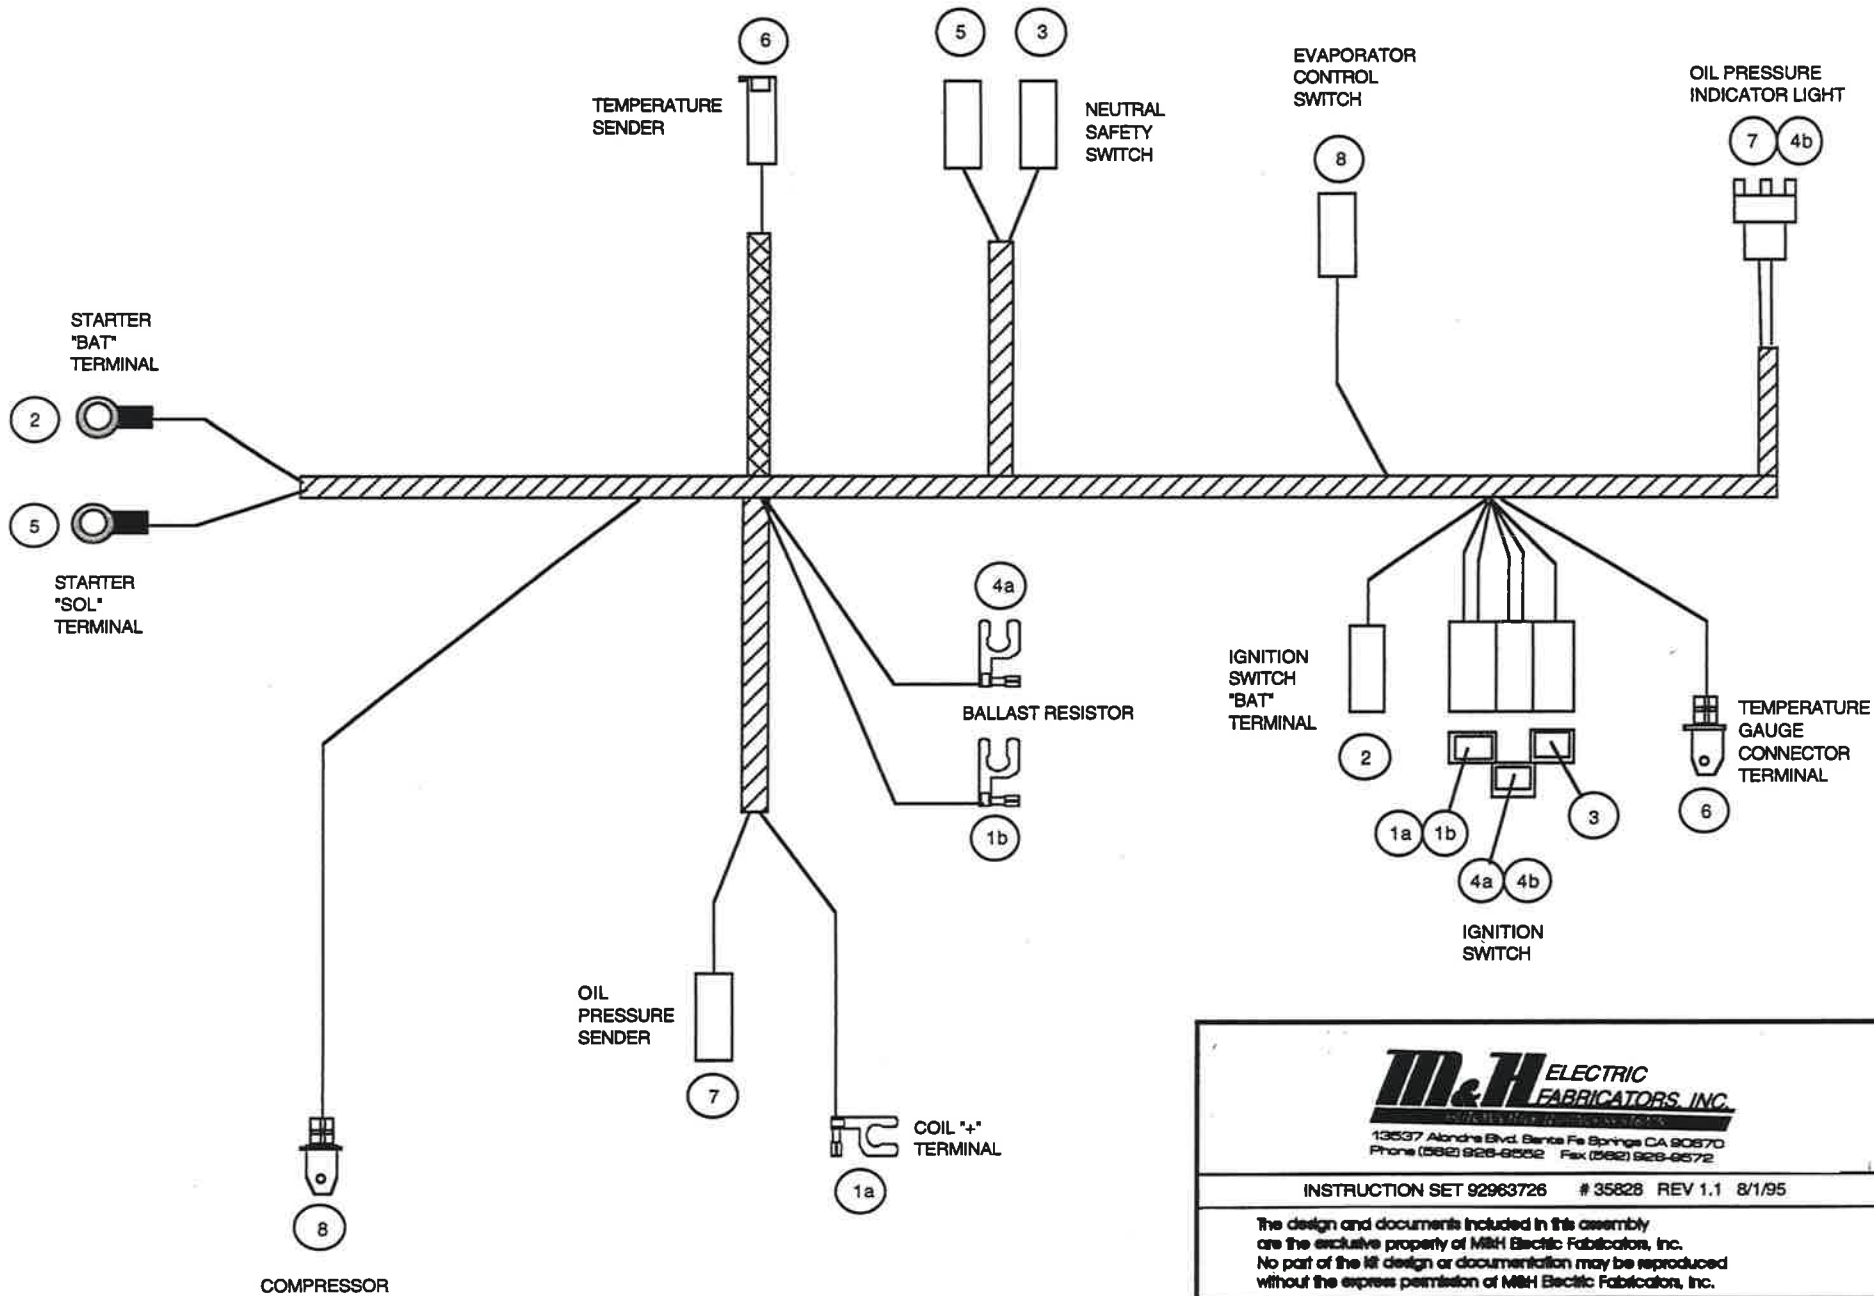 6
5
3
TEMPERATURE
SENDER
NEUTRAL
SAFETY
SWITCH
EVAPORATOR
CONTROL
SWITCH
8
OIL PRESSURE
INDICATOR LIGHT
7
4b
STARTER
"BAT"
TERMINAL
2
5
STARTER
"SOL"
TERMINAL
4a
BALLAST RESISTOR
1b
IGNITION
SWITCH
"BAT"
TERMINAL
2
1a
1b
3
4a
4b
IGNITION
SWITCH
TEMPERATURE
GAUGE
CONNECTOR
TERMINAL
6
OIL
PRESSURE
SENDER
7
COIL "+"
TERMINAL
1a
8
COMPRESSOR
M&H ELECTRIC
FABRICATORS, INC.
13537 Alondra Blvd. Santa Fe Springs CA 90670
Phone (562) 926-9552 Fax (562) 926-9572
INSTRUCTION SET 92963726 # 35828 REV 1.1 8/1/95
The design and documents included in this assembly
are the exclusive property of M&H Electric Fabricators, Inc.
No part of the kit design or documentation may be reproduced
without the express permission of M&H Electric Fabricators, Inc.